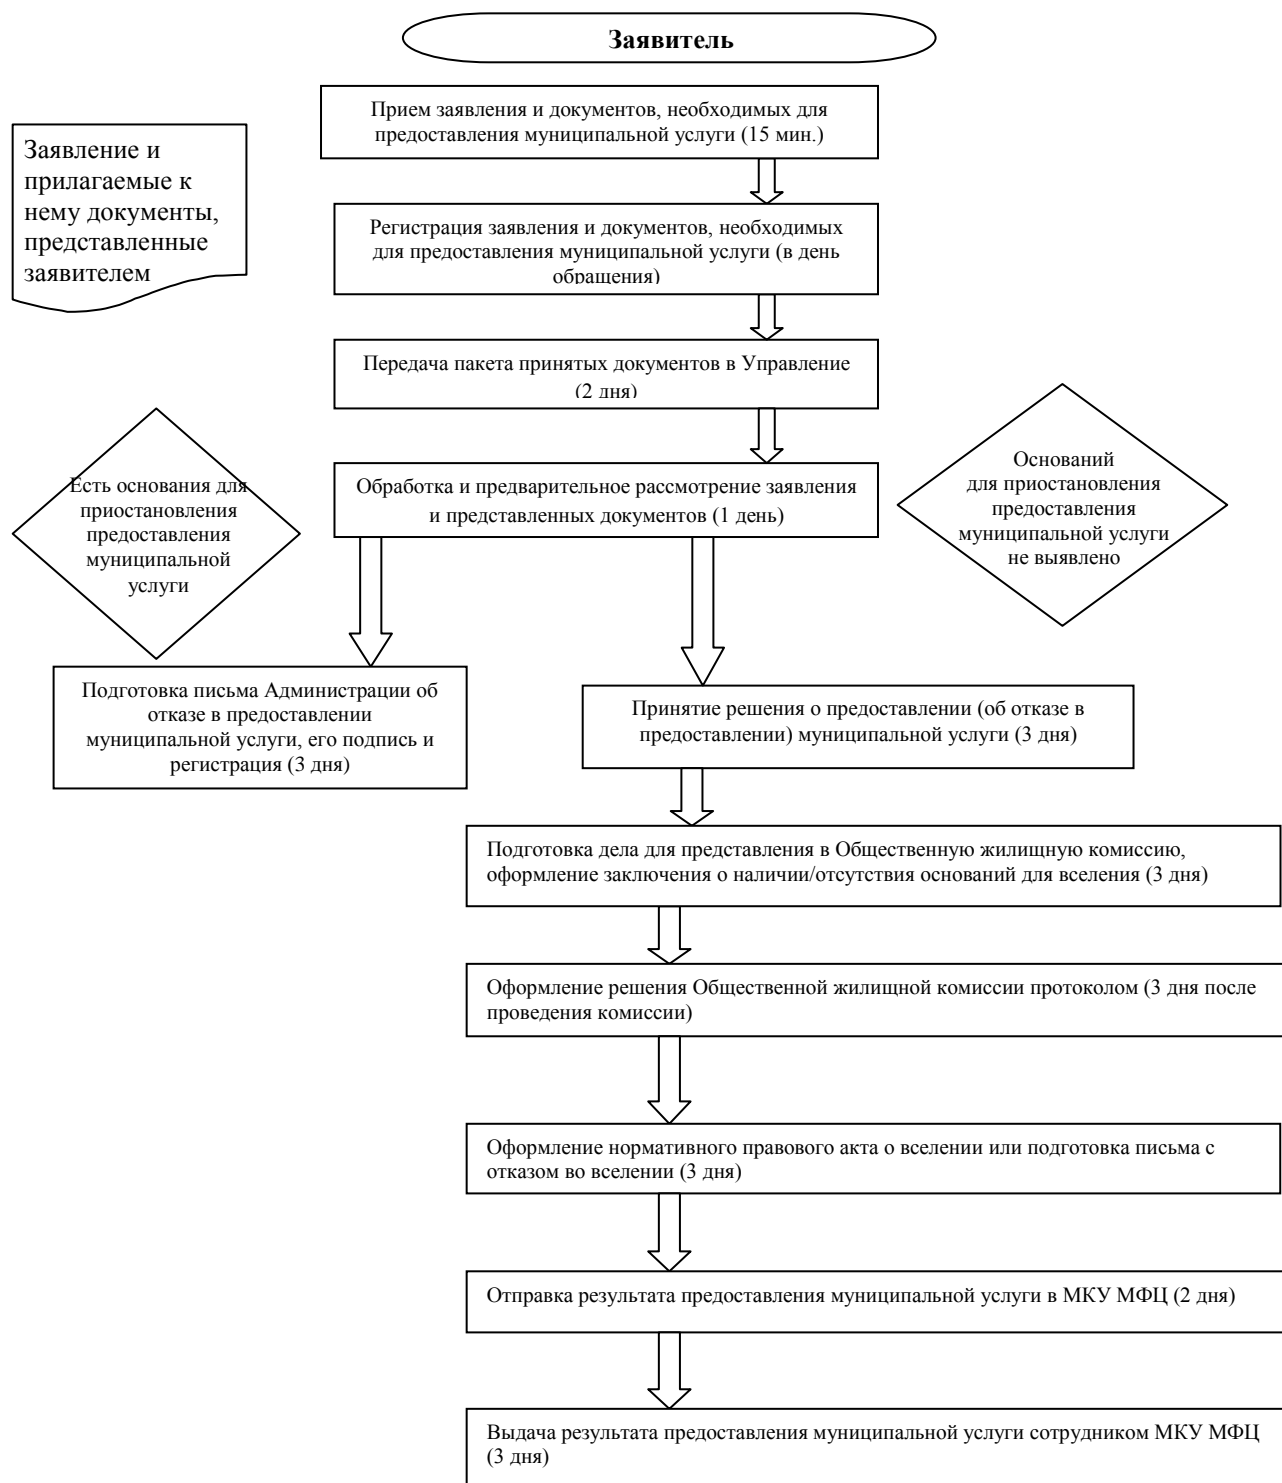 Заявитель
Прием заявления и документов, необходимых для
предоставления муниципальной услуги (15 мин.)
Заявление и
прилагаемые к
нему документы,
представленные
заявителем
Регистрация заявления и документов, необходимых
для предоставления муниципальной услуги (в день
обращения)
Передача пакета принятых документов в Управление
(2 дня)
Есть основания для
приостановления
предоставления
муниципальной
услуги
Обработка и предварительное рассмотрение заявления
и представленных документов (1 день)
Оснований
для приостановления
предоставления
муниципальной услуги
не выявлено
Подготовка письма Администрации об
отказе в предоставлении
муниципальной услуги, его подпись и
регистрация (3 дня)
Принятие решения о предоставлении (об отказе в
предоставлении) муниципальной услуги (3 дня)
Подготовка дела для представления в Общественную жилищную комиссию,
оформление заключения о наличии/отсутствия оснований для вселения (3 дня)
Оформление решения Общественной жилищной комиссии протоколом (3 дня после
проведения комиссии)
Оформление нормативного правового акта о вселении или подготовка письма с
отказом во вселении (3 дня)
Отправка результата предоставления муниципальной услуги в МКУ МФЦ (2 дня)
Выдача результата предоставления муниципальной услуги сотрудником МКУ МФЦ
(3 дня)